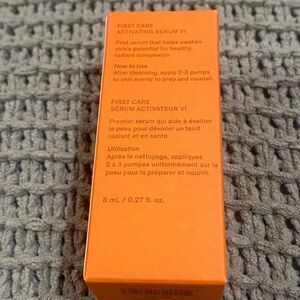 FIRST CARE
ACTIVATING SERUM VI
First serum that helps awaken
skin's potential for healthy,
radiant complexion.
How to Use
After cleansing, apply 2-3 pumps
to skin evenly to prep and nourish.
FIRST CARE
SÉRUM ACTIVATEUR VI
Premier sérum qui aide à éveiller
le peau pour dévoiler un teint
radiant et en santé.
Utilisation
Après le nettoyage, appliquez
2 à 3 pompes uniformément sur la
peau pour la préparer et nourrir.
8 mL / 0.27 fl. oz.